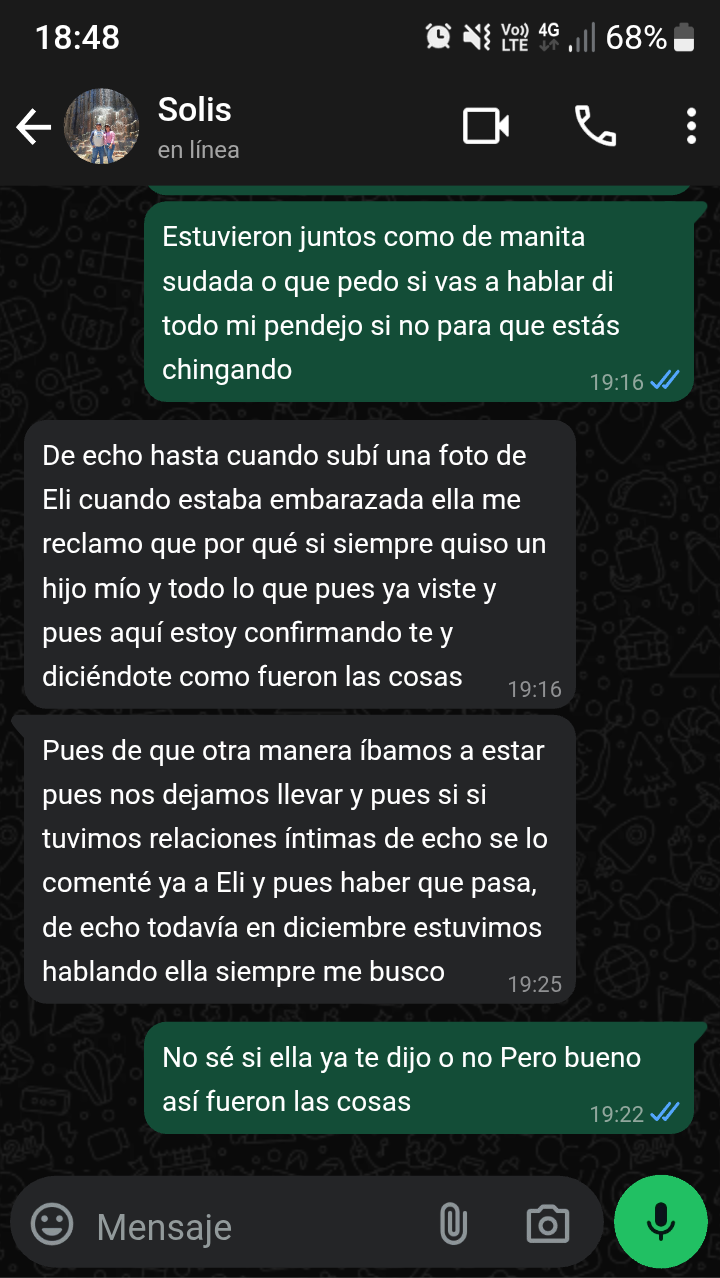 18:48
Vo)) LTE 4G 68%
Solis
en línea
Estuvieron juntos como de manita
sudada o que pedo si vas a hablar di
todo mi pendejo si no para que estás
chingando
19:16
De echo hasta cuando subí una foto de
Eli cuando estaba embarazada ella me
reclamo que por qué si siempre quiso un
hijo mío y todo lo que pues ya viste y
pues aquí estoy confirmando te y
diciéndote como fueron las cosas
19:16
Pues de que otra manera íbamos a estar
pues nos dejamos llevar y pues si si
tuvimos relaciones íntimas de echo se lo
comenté ya a Eli y pues haber que pasa,
de echo todavía en diciembre estuvimos
hablando ella siempre me busco
19:25
No sé si ella ya te dijo o no Pero bueno
así fueron las cosas
19:22
Mensaje